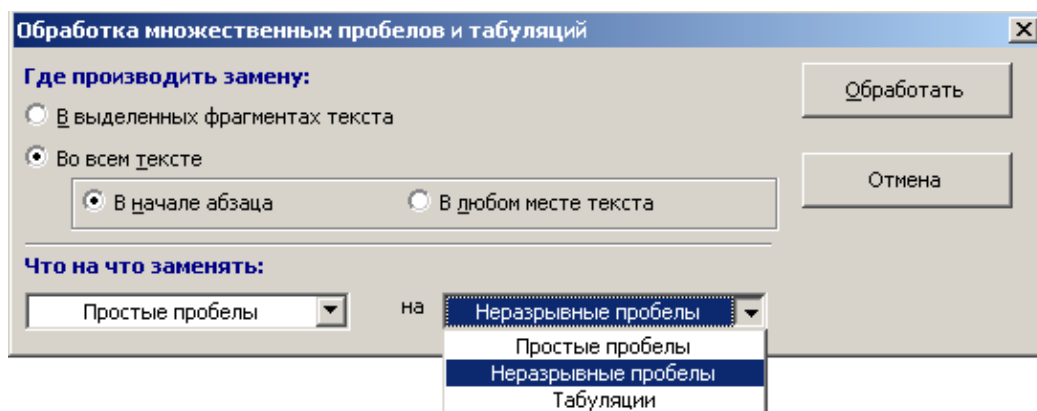 Обработка множественных пробелов и табуляций
Где производить замену:
Обработать
В выделенных фрагментах текста
Во всем тексте
Отмена
В начале абзаца
В любом месте текста
Что на что заменять:
Простые пробелы
на
Неразрывные пробелы
Простые пробелы
Неразрывные пробелы
Табуляции